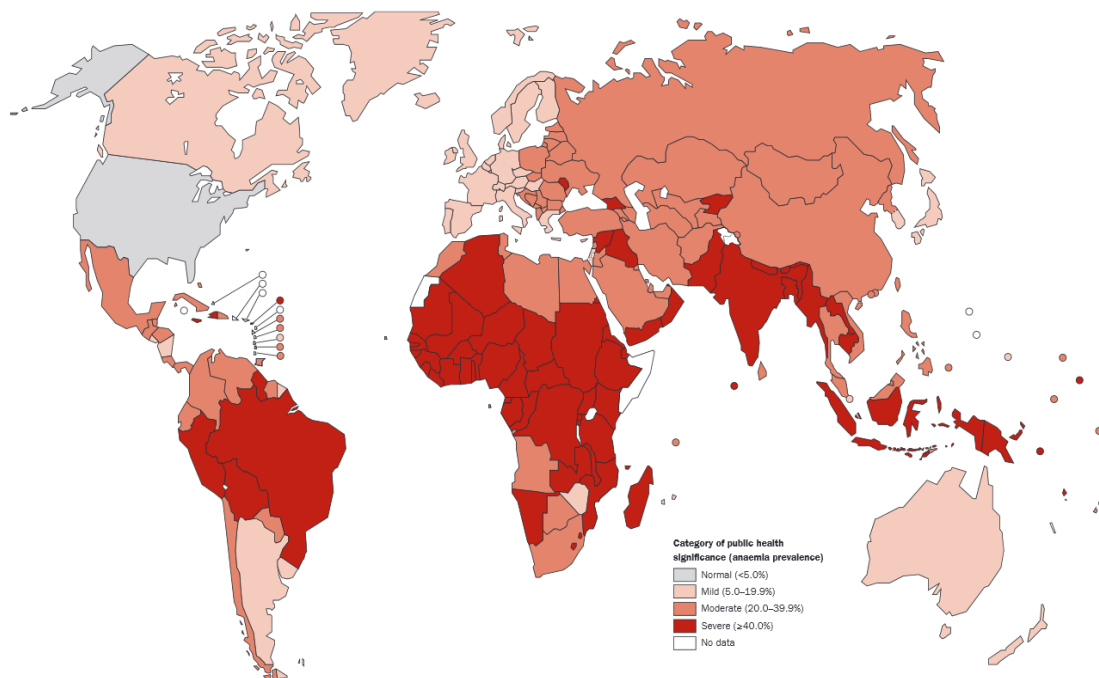 Category of public health
significance (anaemia prevalence)
Normal (<5.0%)
Mild (5.0–19.9%)
Moderate (20.0–39.9%)
Severe (≥40.0%)
No data